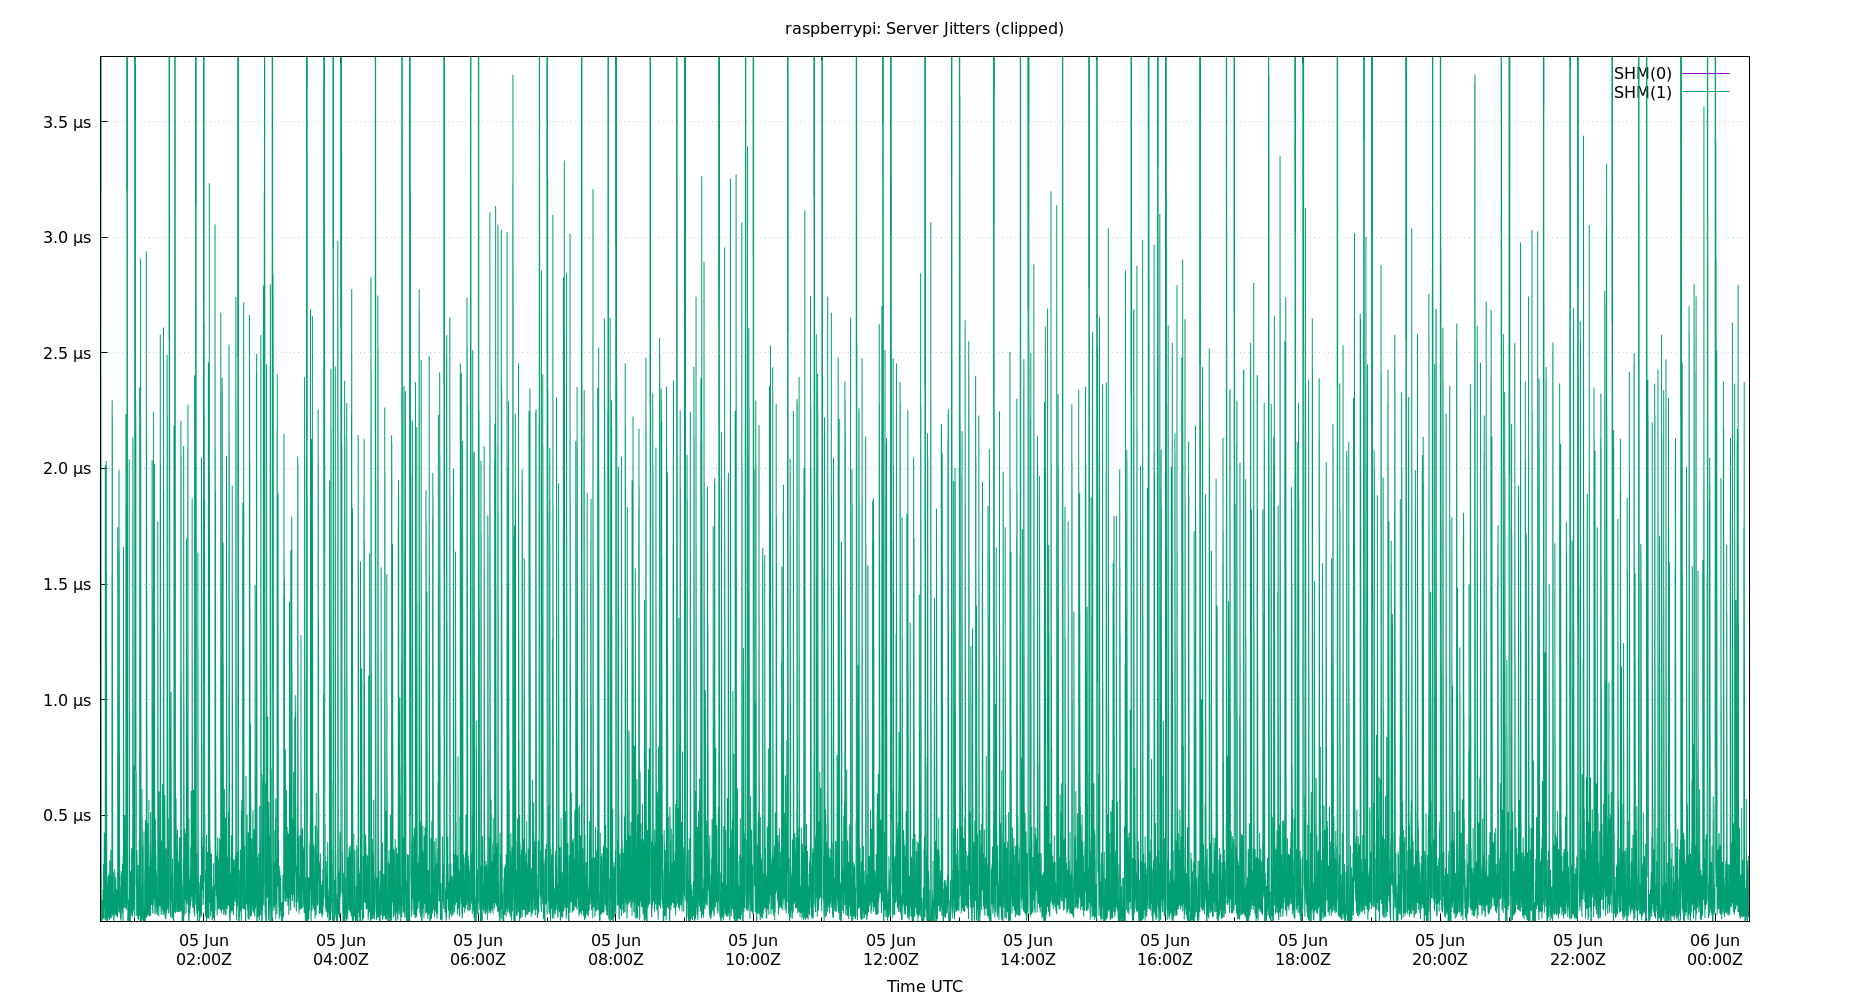 raspberrypi: Server Jitters (clipped)
SHM(0)
SHM(1)
3.5 µs
3.0 µs
2.5 µs
2.0 µs
1.5 µs
1.0 µs
0.5 µs
05 Jun 05 Jun 05 Jun 05 Jun 05 Jun 05 Jun 05 Jun 05 Jun 05 Jun 05 Jun 05 Jun 06 Jun
02:00Z 04:00Z 06:00Z 08:00Z 10:00Z 12:00Z 14:00Z 16:00Z 18:00Z 20:00Z 22:00Z 00:00Z
Time UTC